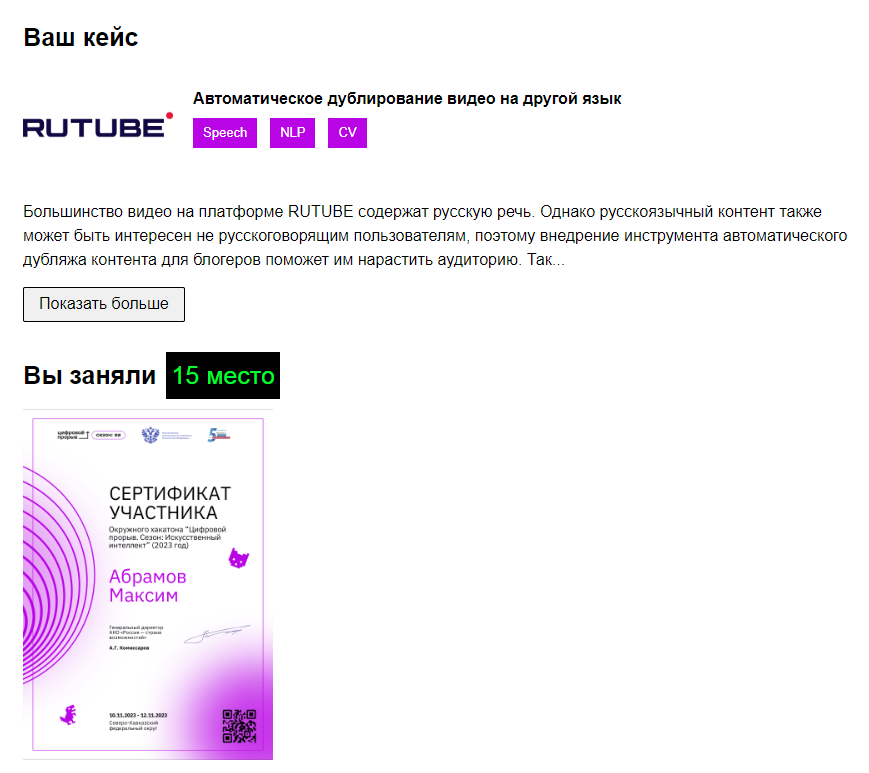 Ваш кейс
RUTUBE
Автоматическое дублирование видео на другой язык
Speech NLP CV
Большинство видео на платформе RUTUBE содержат русскую речь. Однако русскоязычный контент также
может быть интересен не русскоговорящим пользователям, поэтому внедрение инструмента автоматического
дубляжа контента для блогеров поможет им нарастить аудиторию. Так...
Показать больше
Вы заняли 15 место
цифровой
прорыв
сезон: ии
СЕРТИФИКАТ
УЧАСТНИКА
Окружного хакатона "Цифровой
прорыв. Сезон: Искусственный
интеллект" (2023 год)
Абрамов
Максим
Генеральный директор
АНО «Россия — страна
возможностей»
А.Г. Комиссаров
10.11.2023 - 12.11.2023
Северо-Кавказский
федеральный округ